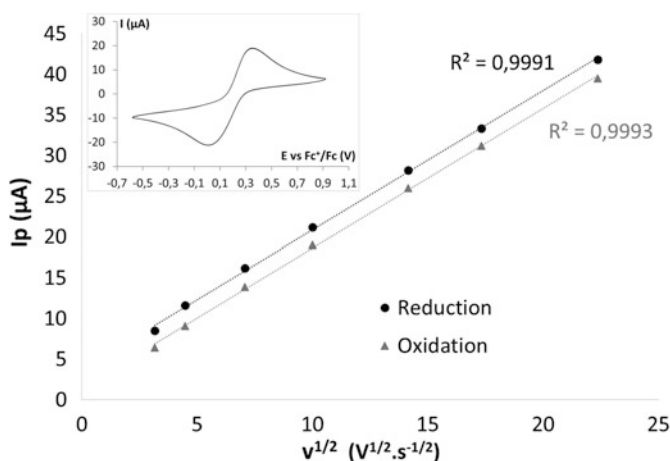 I (µA)
30
20
10
0
-10
-20
-30
E vs Fc⁺/Fc (V)
-0,7 -0,5 -0,3 -0,1 0,1 0,3 0,5 0,7 0,9 1,1
R² = 0,9991
R² = 0,9993
Ip (µA)
45
40
35
30
25
20
15
10
5
0
Reduction
Oxidation
0 5 10 15 20 25
v¹/² (V¹/².s⁻¹/²)